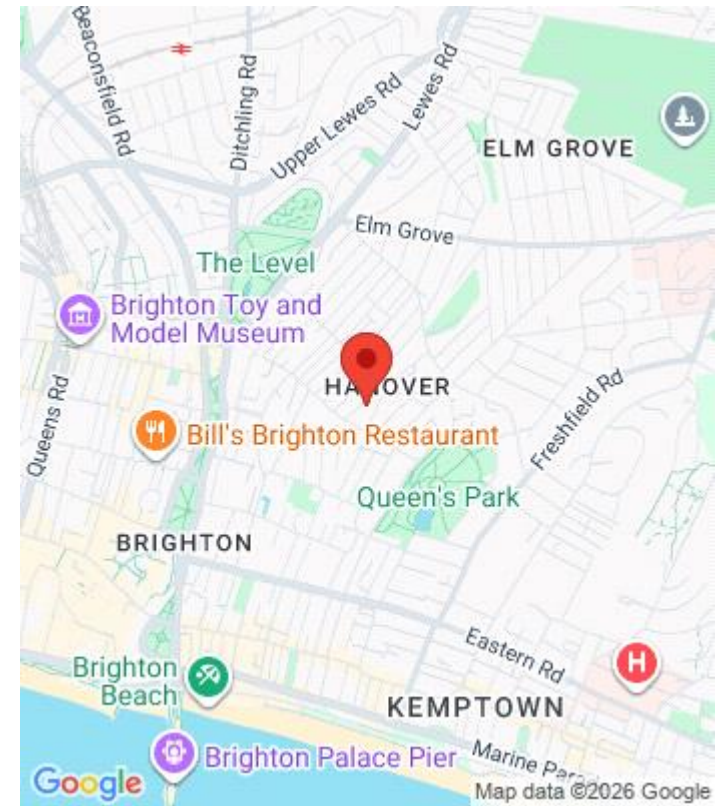 Beaconsfield Rd
Ditchling Rd
Upper Lewes Rd
Lewes Rd
ELM GROVE
Elm Grove
The Level
Brighton Toy and
Model Museum
HANOVER
Freshfield Rd
Queens Rd
Bill's Brighton Restaurant
Queen's Park
BRIGHTON
Eastern Rd
H
Brighton
Beach
KEMPTOWN
Brighton Palace Pier
Marine
Google
Map data ©2026 Google